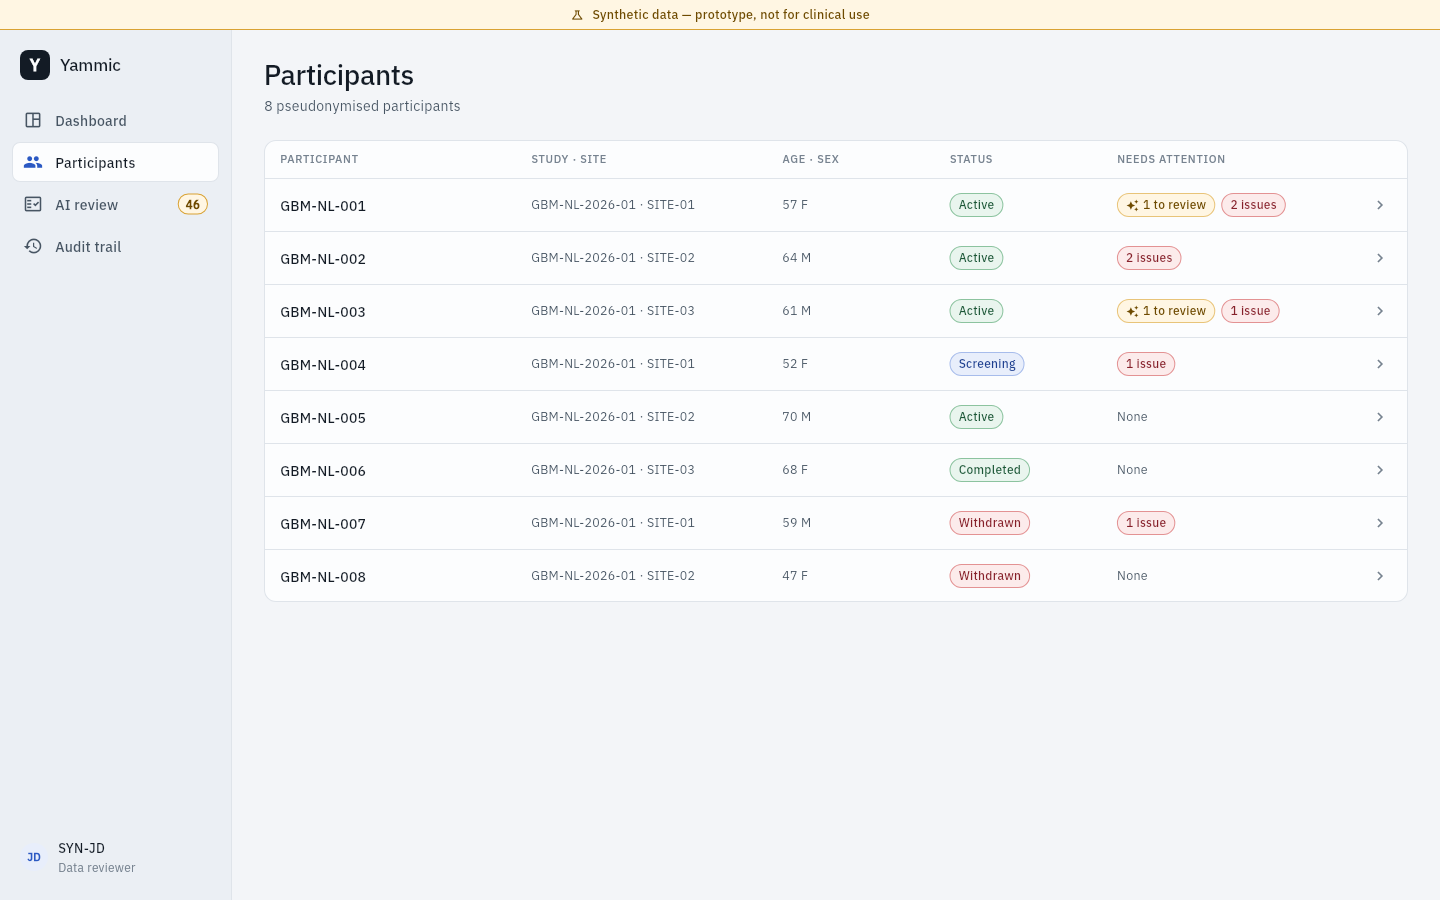 Synthetic data — prototype, not for clinical use
Y Yammic
Dashboard
Participants
AI review 46
Audit trail
Participants
8 pseudonymised participants
PARTICIPANT STUDY · SITE AGE · SEX STATUS NEEDS ATTENTION
GBM-NL-001 GBM-NL-2026-01 · SITE-01 57 F Active 1 to review 2 issues
GBM-NL-002 GBM-NL-2026-01 · SITE-02 64 M Active 2 issues
GBM-NL-003 GBM-NL-2026-01 · SITE-03 61 M Active 1 to review 1 issue
GBM-NL-004 GBM-NL-2026-01 · SITE-01 52 F Screening 1 issue
GBM-NL-005 GBM-NL-2026-01 · SITE-02 70 M Active None
GBM-NL-006 GBM-NL-2026-01 · SITE-03 68 F Completed None
GBM-NL-007 GBM-NL-2026-01 · SITE-01 59 M Withdrawn 1 issue
GBM-NL-008 GBM-NL-2026-01 · SITE-02 47 F Withdrawn None
JD SYN-JD
Data reviewer